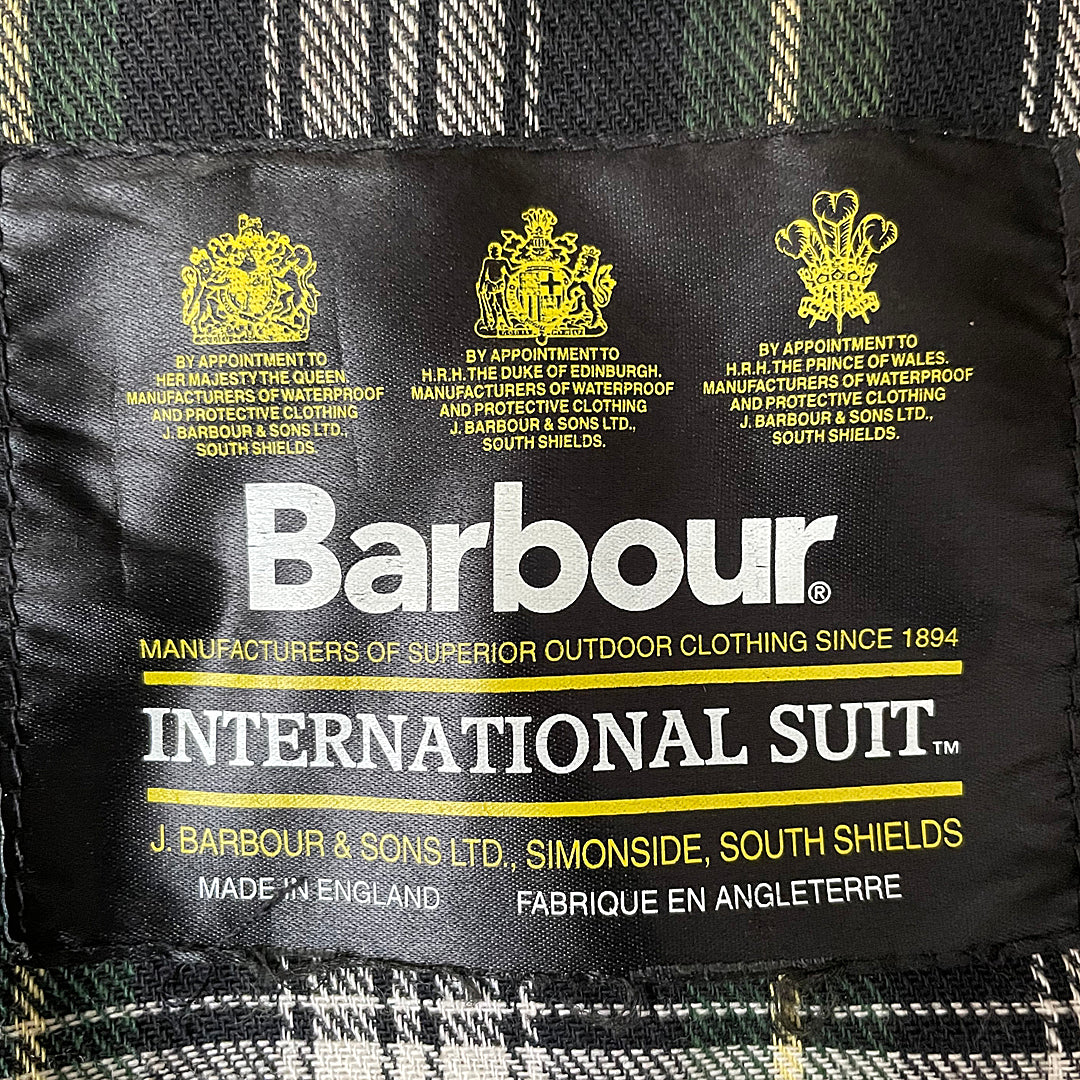 BY APPOINTMENT TO
HER MAJESTY THE QUEEN.
MANUFACTURERS OF WATERPROOF
AND PROTECTIVE CLOTHING
J. BARBOUR & SONS LTD.,
SOUTH SHIELDS.
BY APPOINTMENT TO
H.R.H. THE DUKE OF EDINBURGH.
MANUFACTURERS OF WATERPROOF
AND PROTECTIVE CLOTHING
J. BARBOUR & SONS LTD.,
SOUTH SHIELDS.
BY APPOINTMENT TO
H.R.H. THE PRINCE OF WALES.
MANUFACTURERS OF WATERPROOF
AND PROTECTIVE CLOTHING
J. BARBOUR & SONS LTD.,
SOUTH SHIELDS.
Barbour®
MANUFACTURERS OF SUPERIOR OUTDOOR CLOTHING SINCE 1894
INTERNATIONAL SUIT™
J. BARBOUR & SONS LTD., SIMONSIDE, SOUTH SHIELDS
MADE IN ENGLAND FABRIQUE EN ANGLETERRE